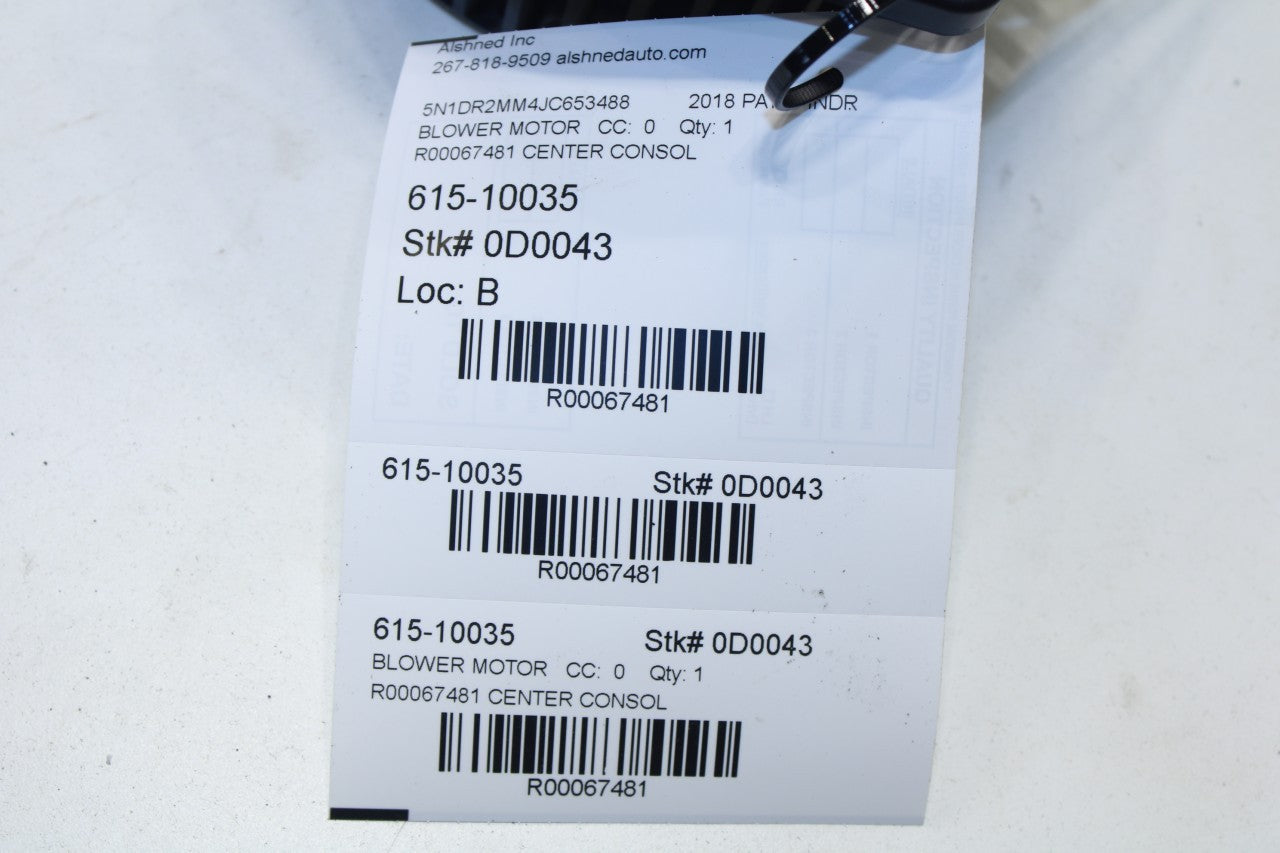 Alshned Inc
267-818-9509 alshnedauto.com
5N1DR2MM4JC653488 2018
BLOWER MOTOR CC: 0 Qty: 1
R00067481 CENTER CONSOL
615-10035
Stk# 0D0043
Loc: B
R00067481
615-10035 Stk# 0D0043
R00067481
615-10035 Stk# 0D0043
BLOWER MOTOR CC: 0 Qty: 1
R00067481 CENTER CONSOL
R00067481